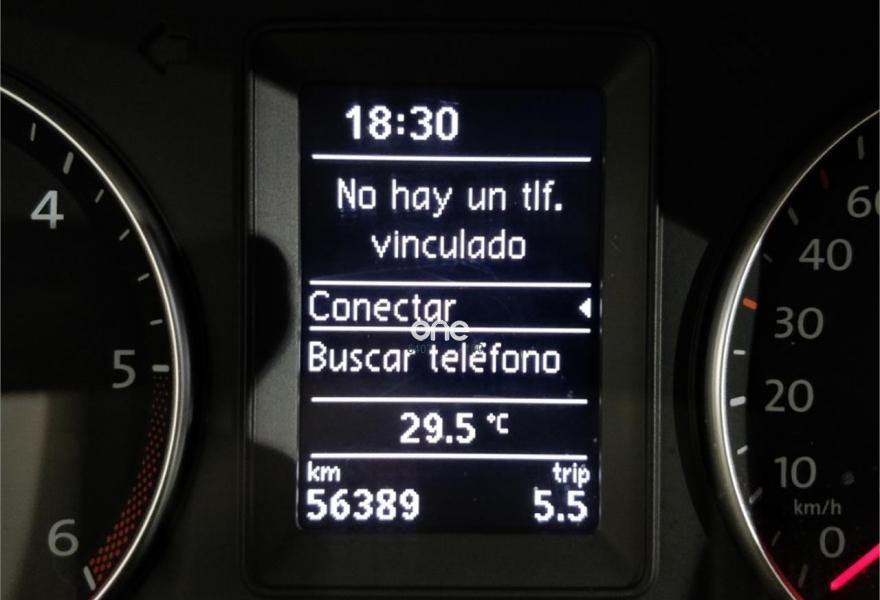 18:30
No hay un tlf.
vinculado
Conectar
one
Buscar teléfono
29.5 °C
km trip
56389 5.5
4
5
6
60
40
30
20
10
km/h
0